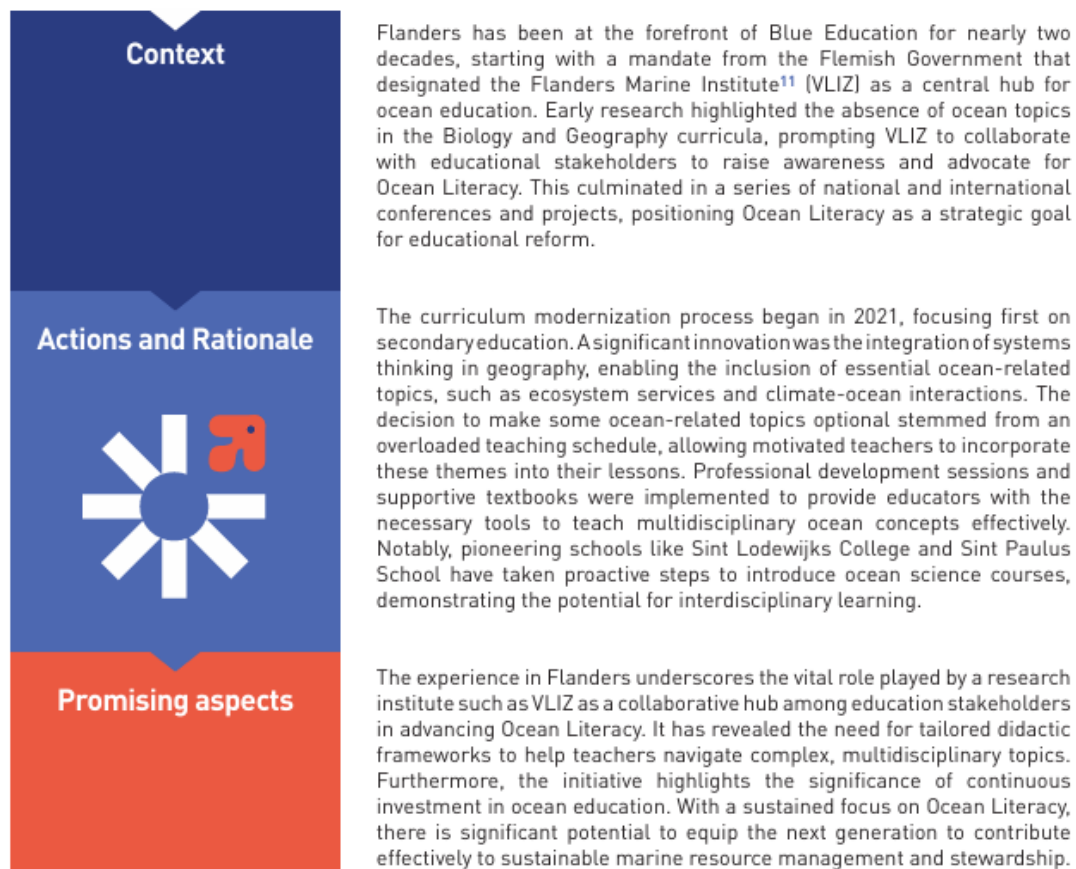 Context
Flanders has been at the forefront of Blue Education for nearly two
decades, starting with a mandate from the Flemish Government that
designated the Flanders Marine Institute¹¹ (VLIZ) as a central hub for
ocean education. Early research highlighted the absence of ocean topics
in the Biology and Geography curricula, prompting VLIZ to collaborate
with educational stakeholders to raise awareness and advocate for
Ocean Literacy. This culminated in a series of national and international
conferences and projects, positioning Ocean Literacy as a strategic goal
for educational reform.
Actions and Rationale
The curriculum modernization process began in 2021, focusing first on
secondary education. A significant innovation was the integration of systems
thinking in geography, enabling the inclusion of essential ocean-related
topics, such as ecosystem services and climate-ocean interactions. The
decision to make some ocean-related topics optional stemmed from an
overloaded teaching schedule, allowing motivated teachers to incorporate
these themes into their lessons. Professional development sessions and
supportive textbooks were implemented to provide educators with the
necessary tools to teach multidisciplinary ocean concepts effectively.
Notably, pioneering schools like Sint Lodewijks College and Sint Paulus
School have taken proactive steps to introduce ocean science courses,
demonstrating the potential for interdisciplinary learning.
Promising aspects
The experience in Flanders underscores the vital role played by a research
institute such as VLIZ as a collaborative hub among education stakeholders
in advancing Ocean Literacy. It has revealed the need for tailored didactic
frameworks to help teachers navigate complex, multidisciplinary topics.
Furthermore, the initiative highlights the significance of continuous
investment in ocean education. With a sustained focus on Ocean Literacy,
there is significant potential to equip the next generation to contribute
effectively to sustainable marine resource management and stewardship.